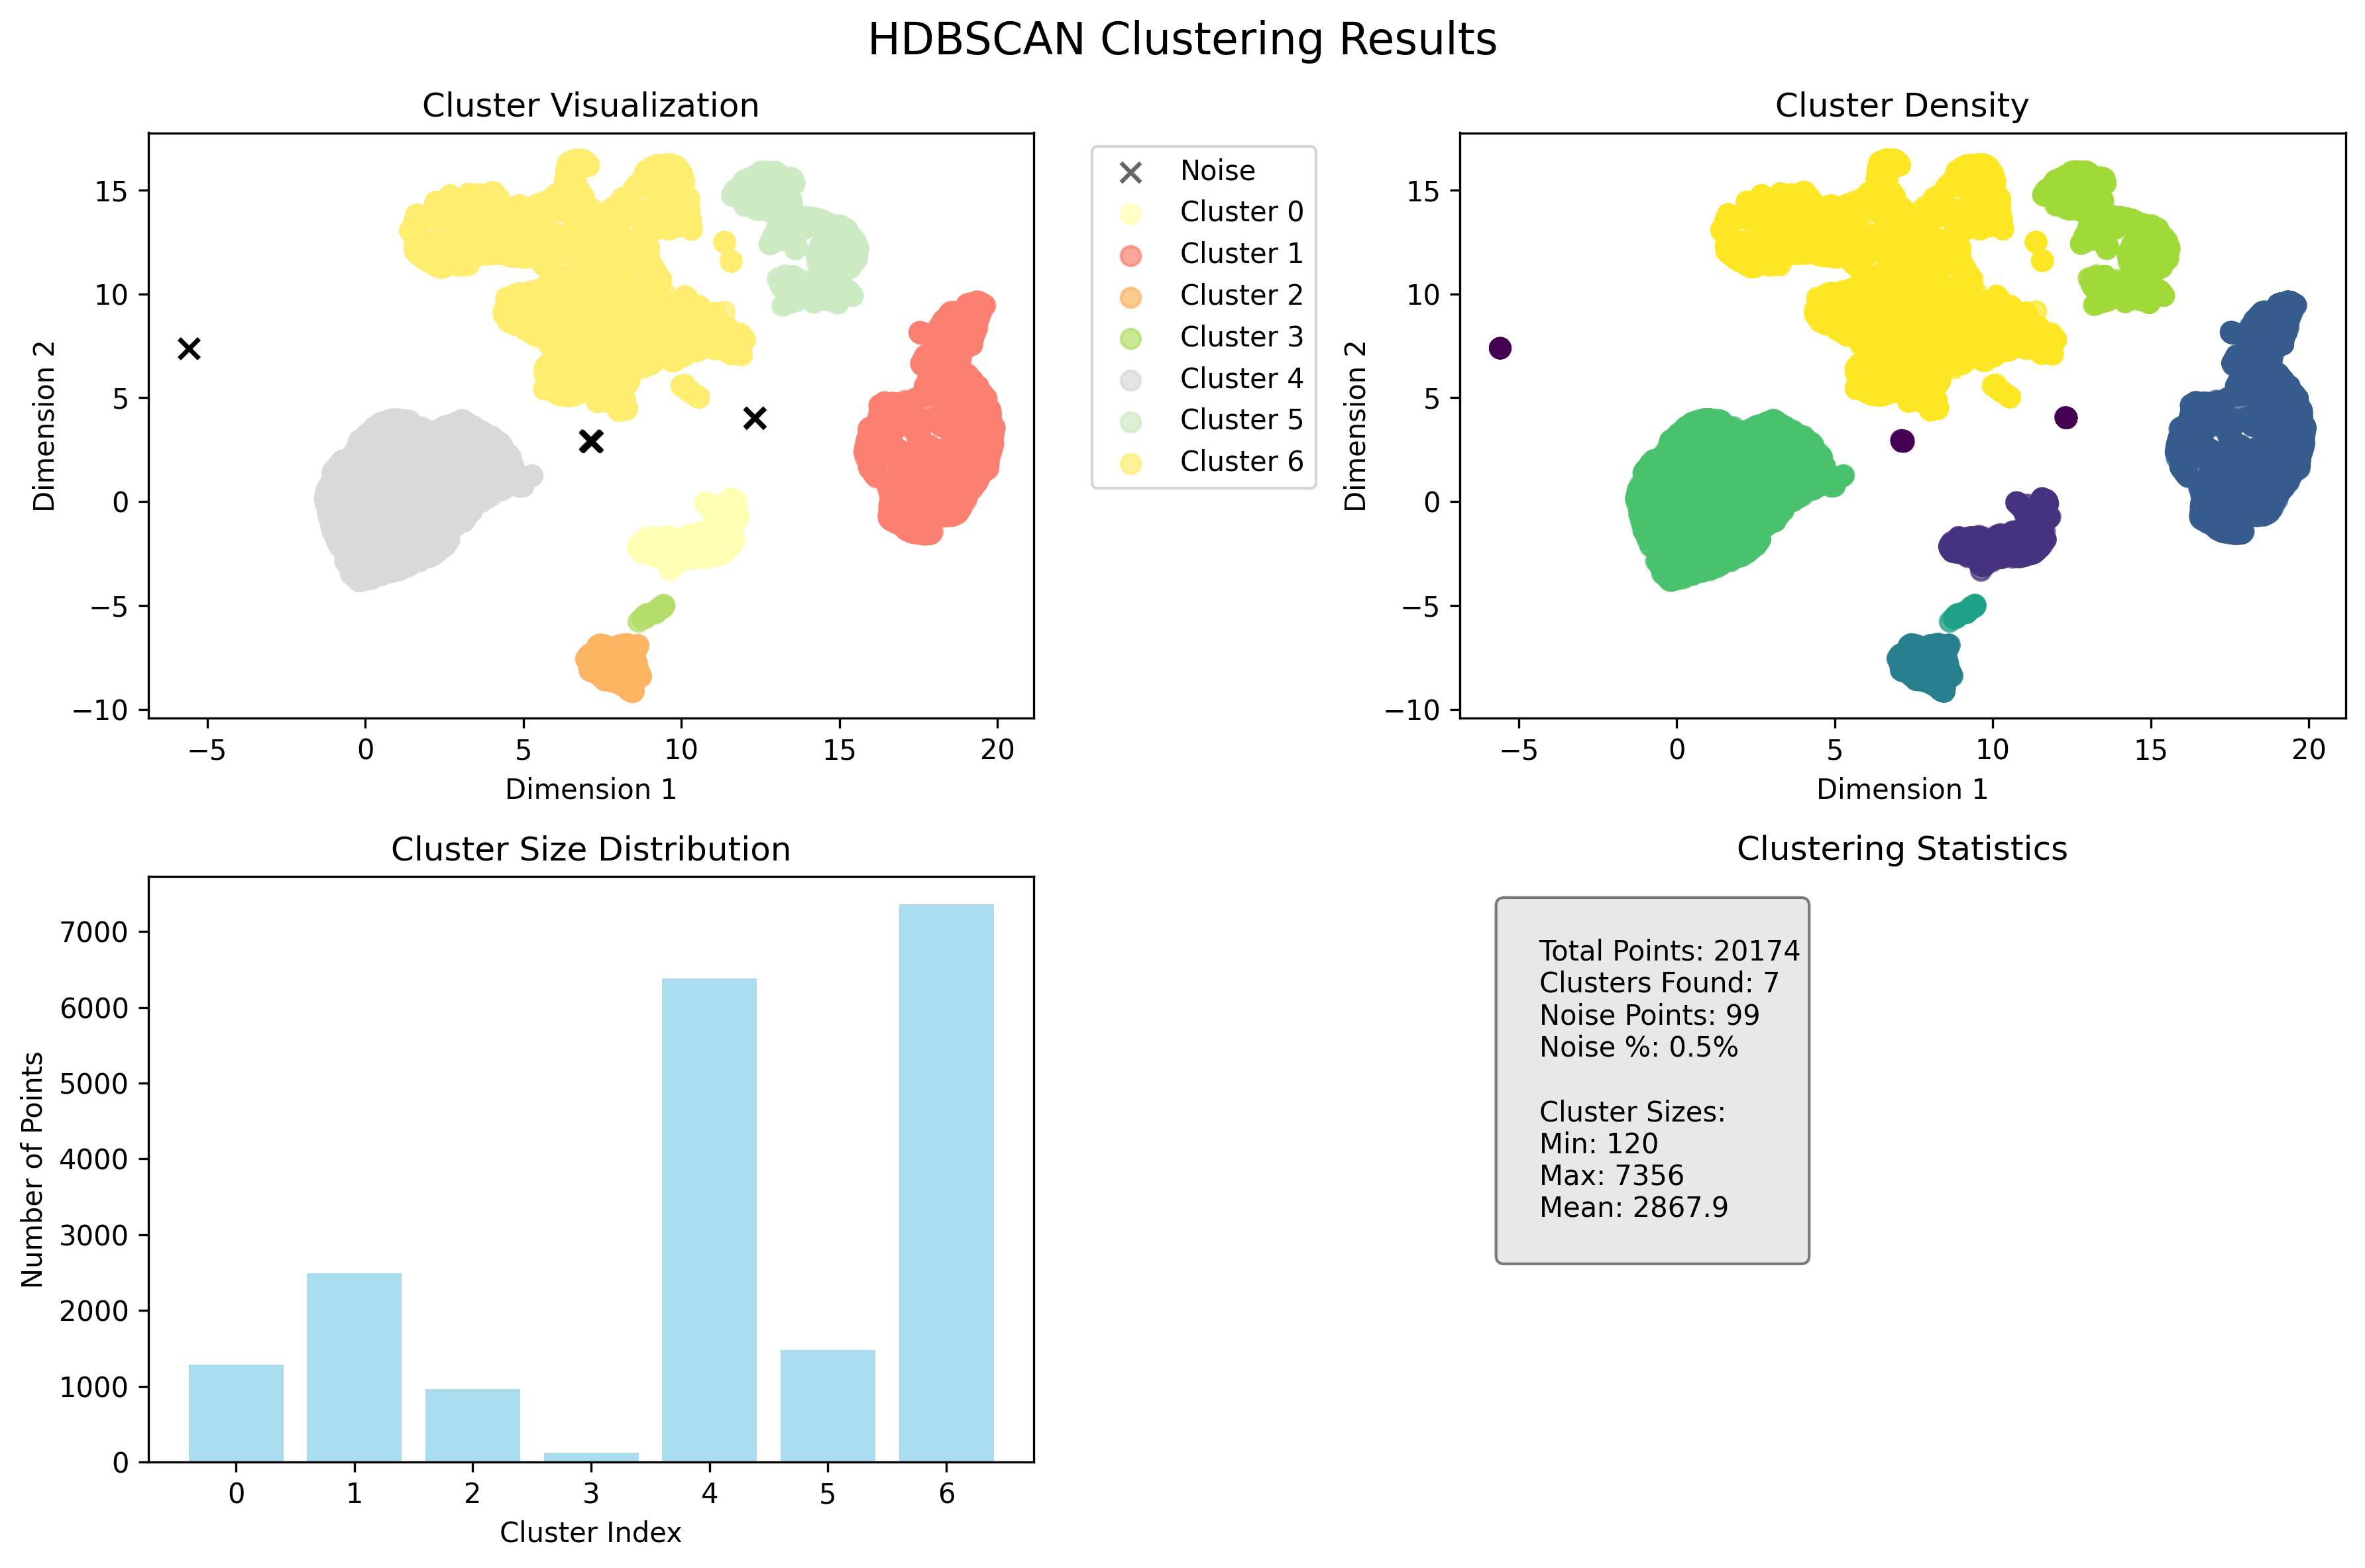 HDBSCAN Clustering Results
Cluster Visualization
15
10
5
0
−5
−10
Dimension 2
−5 0 5 10 15 20
Dimension 1
Noise
Cluster 0
Cluster 1
Cluster 2
Cluster 3
Cluster 4
Cluster 5
Cluster 6
Cluster Density
15
10
5
0
−5
−10
Dimension 2
−5 0 5 10 15 20
Dimension 1
Cluster Size Distribution
7000
6000
5000
4000
3000
2000
1000
0
Number of Points
0 1 2 3 4 5 6
Cluster Index
Clustering Statistics
Total Points: 20174
Clusters Found: 7
Noise Points: 99
Noise %: 0.5%
Cluster Sizes:
Min: 120
Max: 7356
Mean: 2867.9